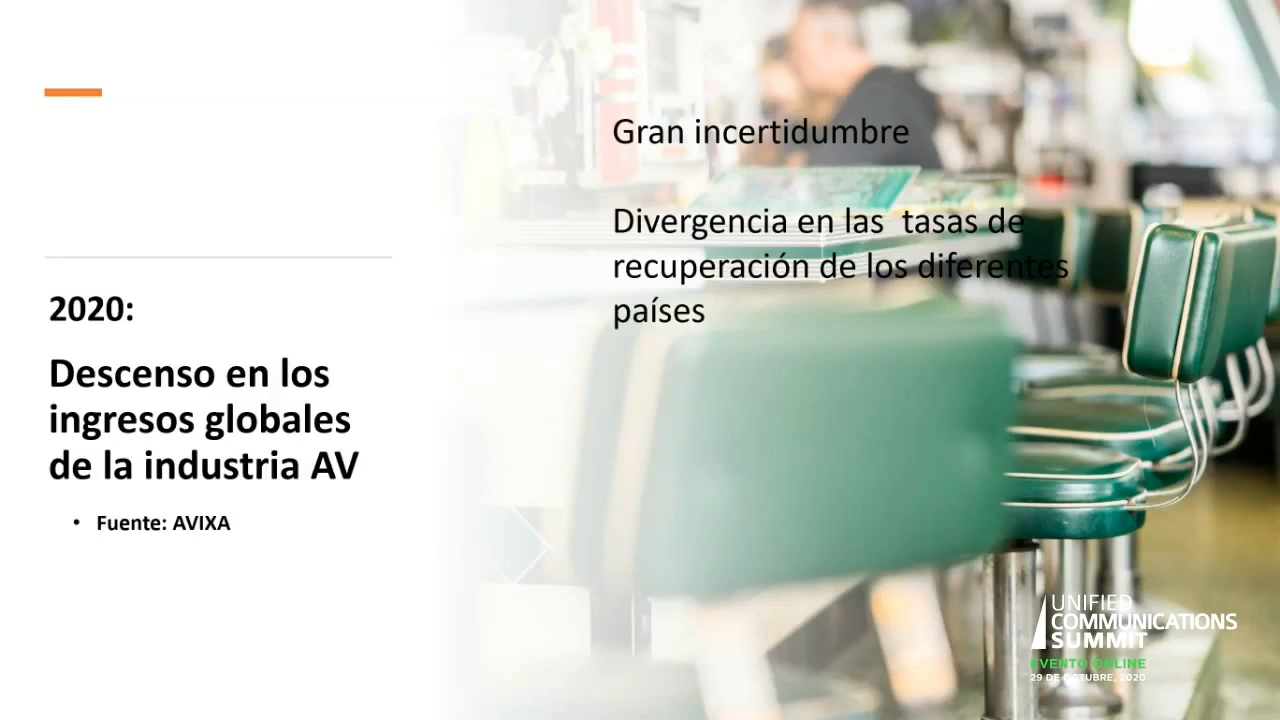 2020:
Descenso en los
ingresos globales
de la industria AV
• Fuente: AVIXA
Gran incertidumbre
Divergencia en las  tasas de
recuperación de los diferentes
países
UNIFIED
COMMUNICATIONS
SUMMIT
EVENTO ONLINE
29 DE OCTUBRE, 2020